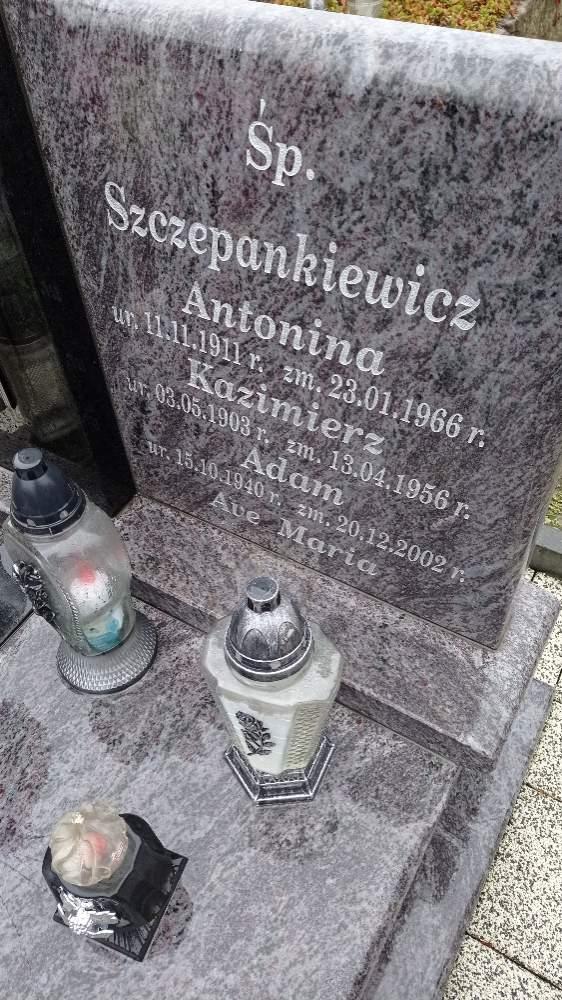 Śp.
Szczepankiewicz
Antonina
ur. 11.11.1911 r. zm. 23.01.1966 r.
Kazimierz
ur. 03.05.1903 r. zm. 13.04.1956 r.
Adam
ur. 15.10.1940 r. zm. 20.12.2002 r.
Ave Maria